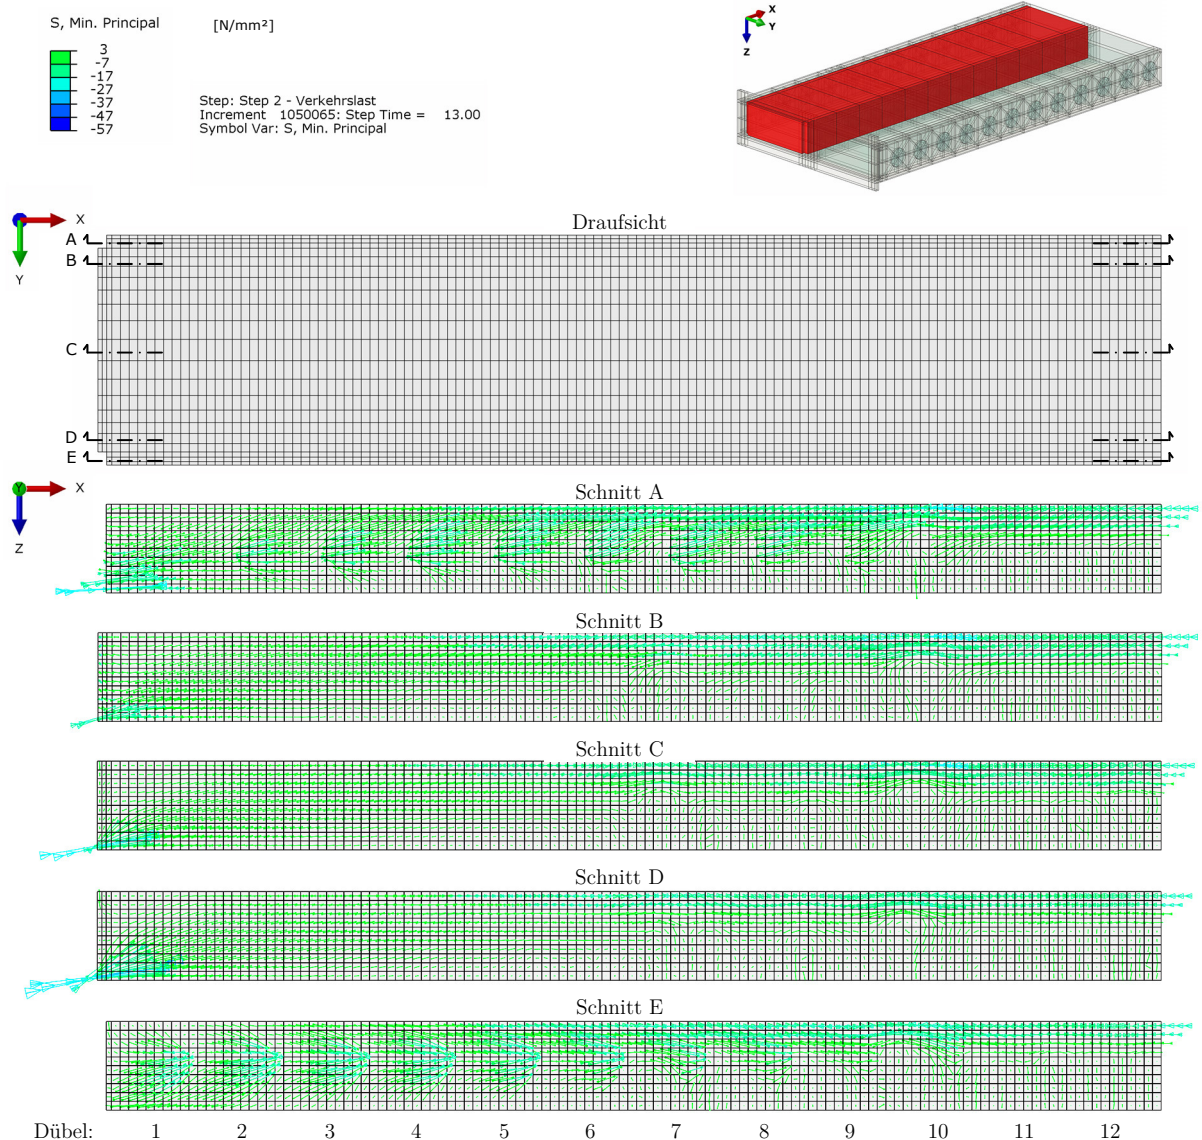 S, Min. Principal [N/mm²]
3
-7
-17
-27
-37
-47
-57
Step: Step 2 - Verkehrslast
Increment 1050065: Step Time = 13.00
Symbol Var: S, Min. Principal
X
Y
Z
X
Y
Draufsicht
A
B
C
D
E
Y X
Z
Schnitt A
Schnitt B
Schnitt C
Schnitt D
Schnitt E
Dübel: 1 2 3 4 5 6 7 8 9 10 11 12